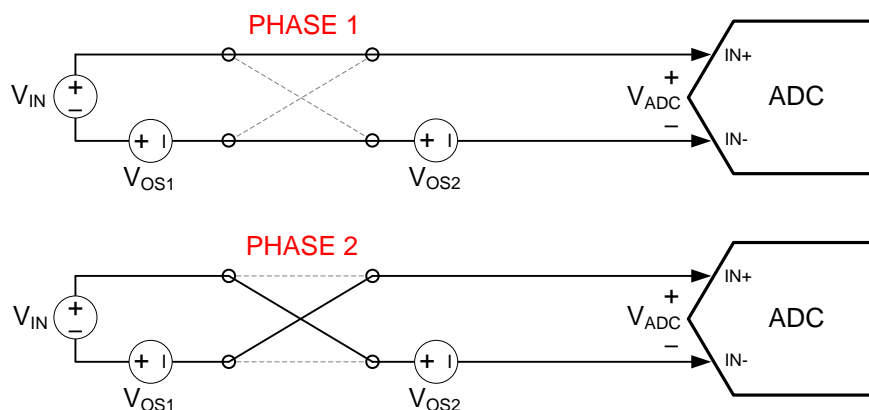 PHASE 1
VIN
+
−
+ −
VOS1
+ −
VOS2
+
VADC
−
IN+
IN-
ADC
PHASE 2
VIN
+
−
+ −
VOS1
+ −
VOS2
+
VADC
−
IN+
IN-
ADC